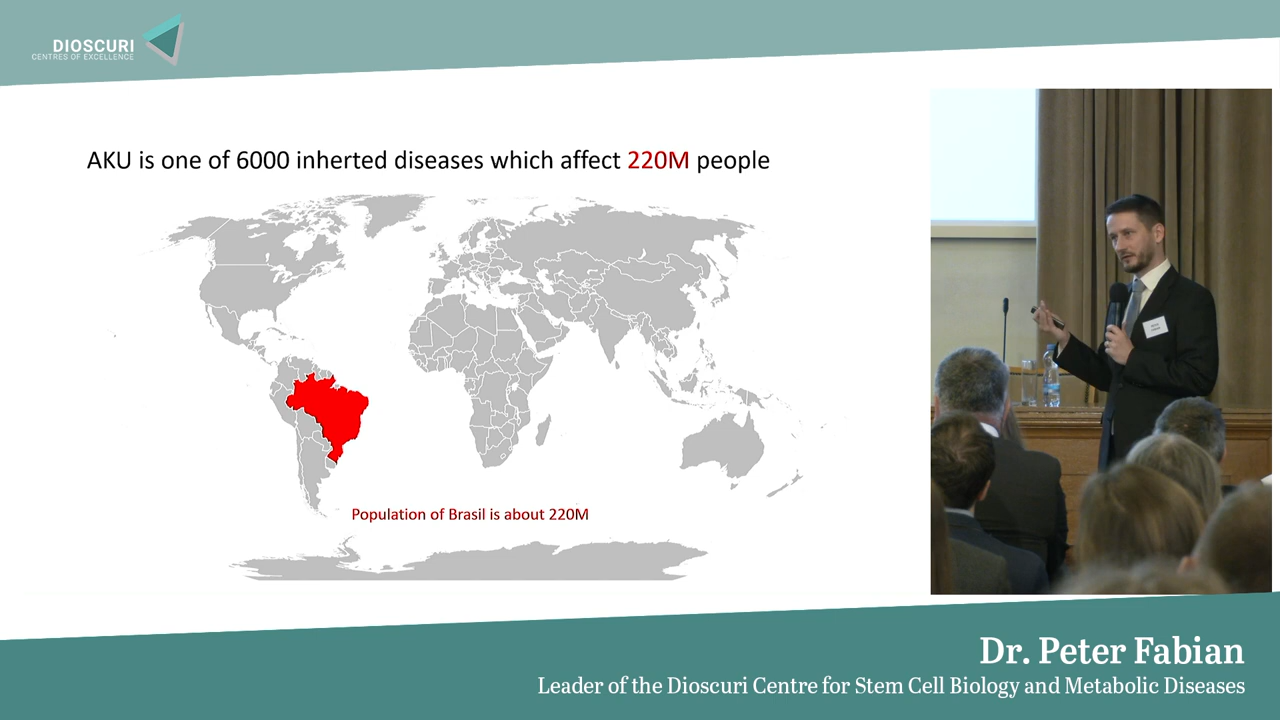 DIOSCURI
CENTRES OF EXCELLENCE
AKU is one of 6000 inherted diseases which affect 220M people
Population of Brasil is about 220M
Dr. Peter Fabian
Leader of the Dioscuri Centre for Stem Cell Biology and Metabolic Diseases